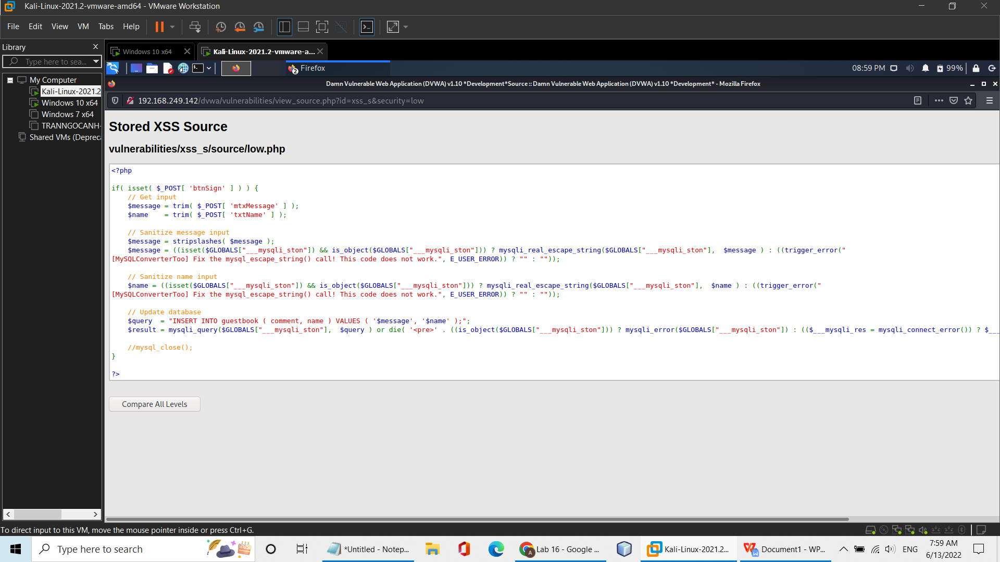 Kali-Linux-2021.2-vmware-amd64 - VMware Workstation
File Edit View VM Tabs Help
Library
Type here to sea...
My Computer
Kali-Linux-2021.2
Windows 10 x64
Windows 7 x64
TRANNGOCANH-
Shared VMs (Depreca
Windows 10 x64
Kali-Linux-2021.2-vmware-a...
2 Firefox
08:59 PM 99%
Damn Vulnerable Web Application (DVWA) v1.10 *Development*Source :: Damn Vulnerable Web Application (DVWA) v1.10 *Development* - Mozilla Firefox
192.168.249.142/dvwa/vulnerabilities/view_source.php?id=xss_s&security=low
Stored XSS Source
vulnerabilities/xss_s/source/low.php
<?php
if( isset( $_POST[ 'btnSign' ] ) ) {
    // Get input
    $message = trim( $_POST[ 'mtxMessage' ] );
    $name    = trim( $_POST[ 'txtName' ] );
    // Sanitize message input
    $message = stripslashes( $message );
    $message = ((isset($GLOBALS["___mysqli_ston"]) && is_object($GLOBALS["___mysqli_ston"])) ? mysqli_real_escape_string($GLOBALS["___mysqli_ston"],  $message ) : ((trigger_error("
[MySQLConverterToo] Fix the mysql_escape_string() call! This code does not work.", E_USER_ERROR)) ? "" : ""));
    // Sanitize name input
    $name = ((isset($GLOBALS["___mysqli_ston"]) && is_object($GLOBALS["___mysqli_ston"])) ? mysqli_real_escape_string($GLOBALS["___mysqli_ston"],  $name ) : ((trigger_error("
[MySQLConverterToo] Fix the mysql_escape_string() call! This code does not work.", E_USER_ERROR)) ? "" : ""));
    // Update database
    $query  = "INSERT INTO guestbook ( comment, name ) VALUES ( '$message', '$name' );";
    $result = mysqli_query($GLOBALS["___mysqli_ston"],  $query ) or die( '<pre>' . ((is_object($GLOBALS["___mysqli_ston"])) ? mysqli_error($GLOBALS["___mysqli_ston"]) : (($___mysqli_res = mysqli_connect_error()) ? $___
    //mysql_close();
}
?>
Compare All Levels
To direct input to this VM, move the mouse pointer inside or press Ctrl+G.
Type here to search
*Untitled - Notep...
Lab 16 - Google ...
Kali-Linux-2021.2...
Document1 - WP...
ENG
7:59 AM
6/13/2022